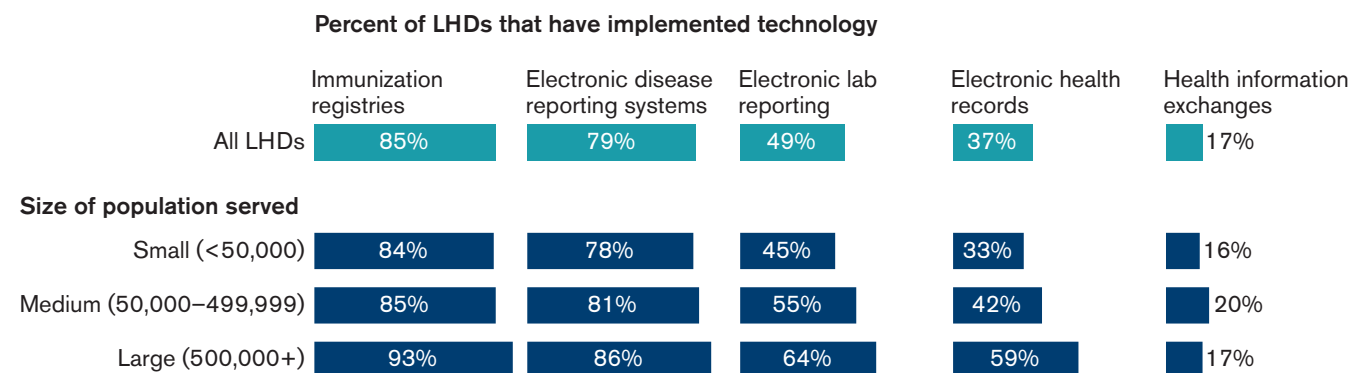 Percent of LHDs that have implemented technology
Immunization registries
Electronic disease reporting systems
Electronic lab reporting
Electronic health records
Health information exchanges
All LHDs 85% 79% 49% 37% 17%
Size of population served
Small (<50,000) 84% 78% 45% 33% 16%
Medium (50,000–499,999) 85% 81% 55% 42% 20%
Large (500,000+) 93% 86% 64% 59% 17%